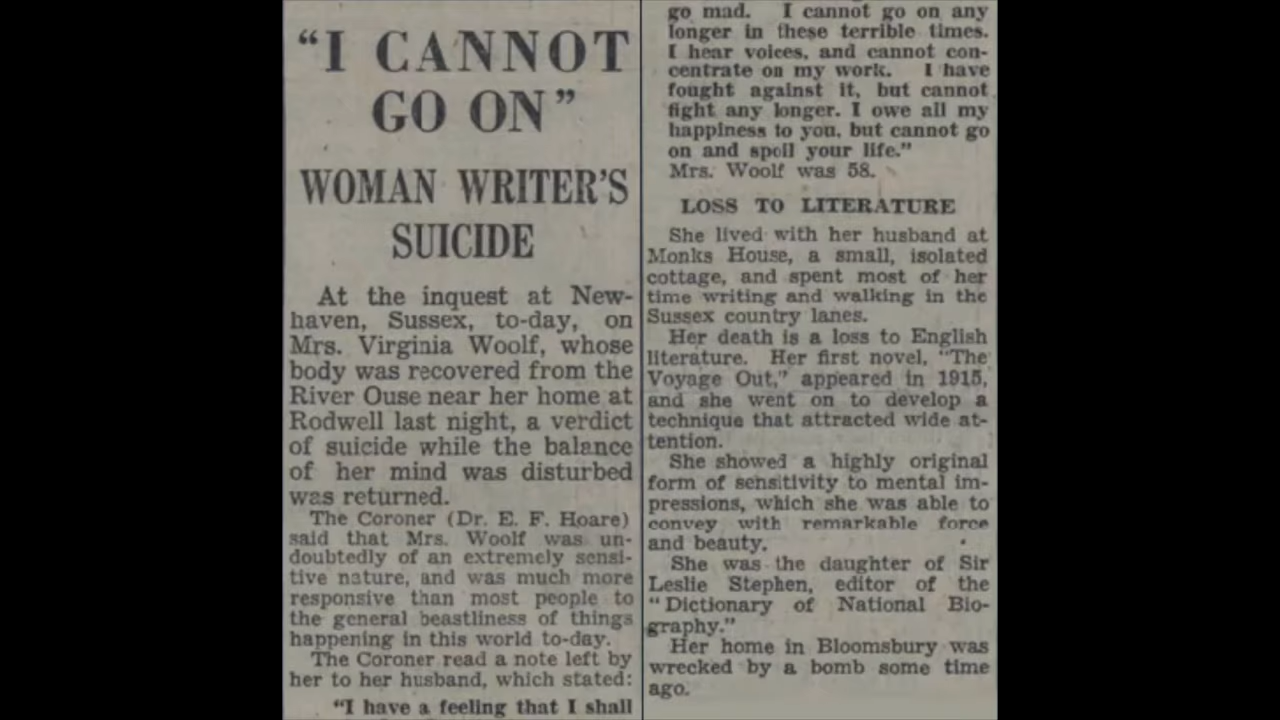 “I CANNOT
GO ON”
WOMAN WRITER’S
SUICIDE
At the inquest at New-
haven, Sussex, to-day, on
Mrs. Virginia Woolf, whose
body was recovered from the
River Ouse near her home at
Rodwell last night, a verdict
of suicide while the balance
of her mind was disturbed
was returned.
The Coroner (Dr. E. F. Hoare)
said that Mrs. Woolf was un-
doubtedly of an extremely sensi-
tive nature, and was much more
responsive than most people to
the general beastliness of things
happening in this world to-day.
The Coroner read a note left by
her to her husband, which stated:
“I have a feeling that I shall
go mad. I cannot go on any
longer in these terrible times.
I hear voices, and cannot con-
centrate on my work. I have
fought against it, but cannot
fight any longer. I owe all my
happiness to you, but cannot go
on and spoil your life.”
Mrs. Woolf was 58.
LOSS TO LITERATURE
She lived with her husband at
Monks House, a small, isolated
cottage, and spent most of her
time writing and walking in the
Sussex country lanes.
Her death is a loss to English
literature. Her first novel, “The
Voyage Out,” appeared in 1915,
and she went on to develop a
technique that attracted wide at-
tention.
She showed a highly original
form of sensitivity to mental im-
pressions, which she was able to
convey with remarkable force
and beauty.
She was the daughter of Sir
Leslie Stephen, editor of the
“Dictionary of National Bio-
graphy.”
Her home in Bloomsbury was
wrecked by a bomb some time
ago.